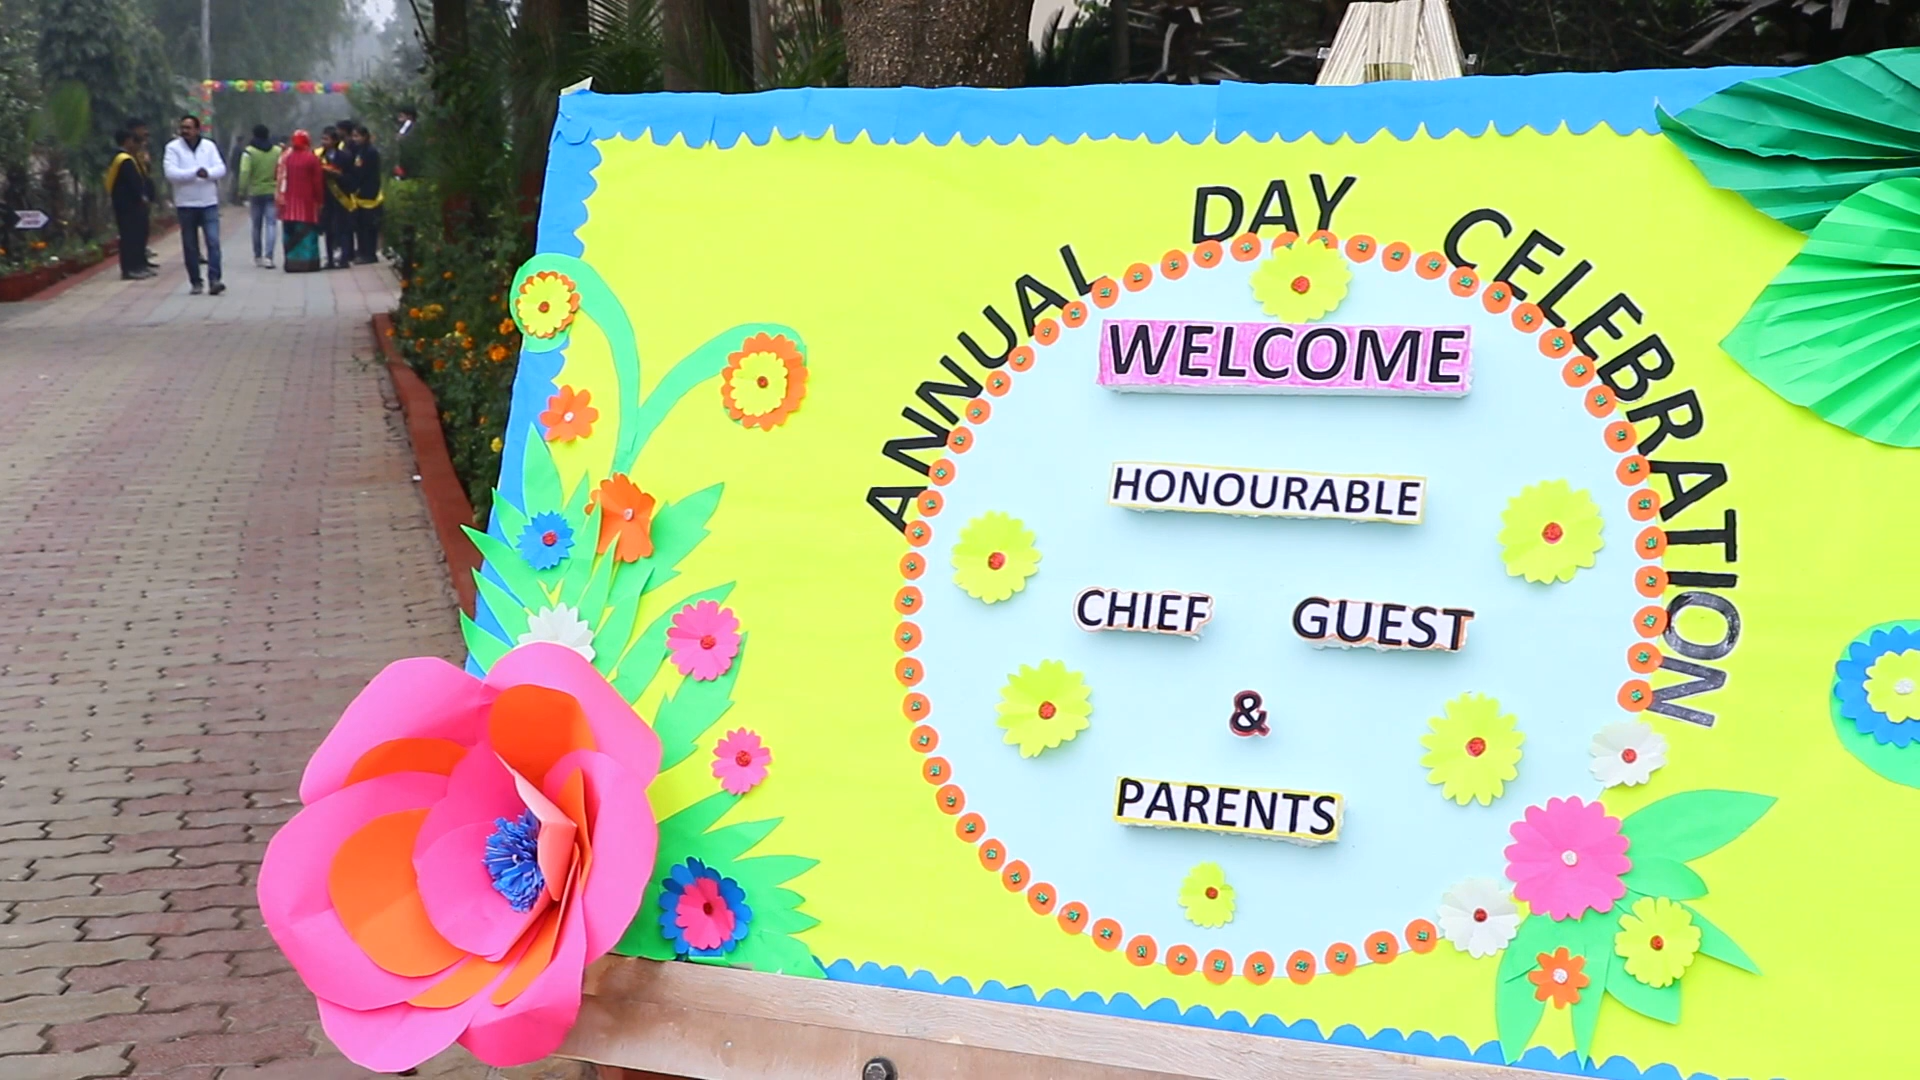 ANNUAL DAY CELEBRATION
WELCOME
HONOURABLE
CHIEF GUEST
&
PARENTS